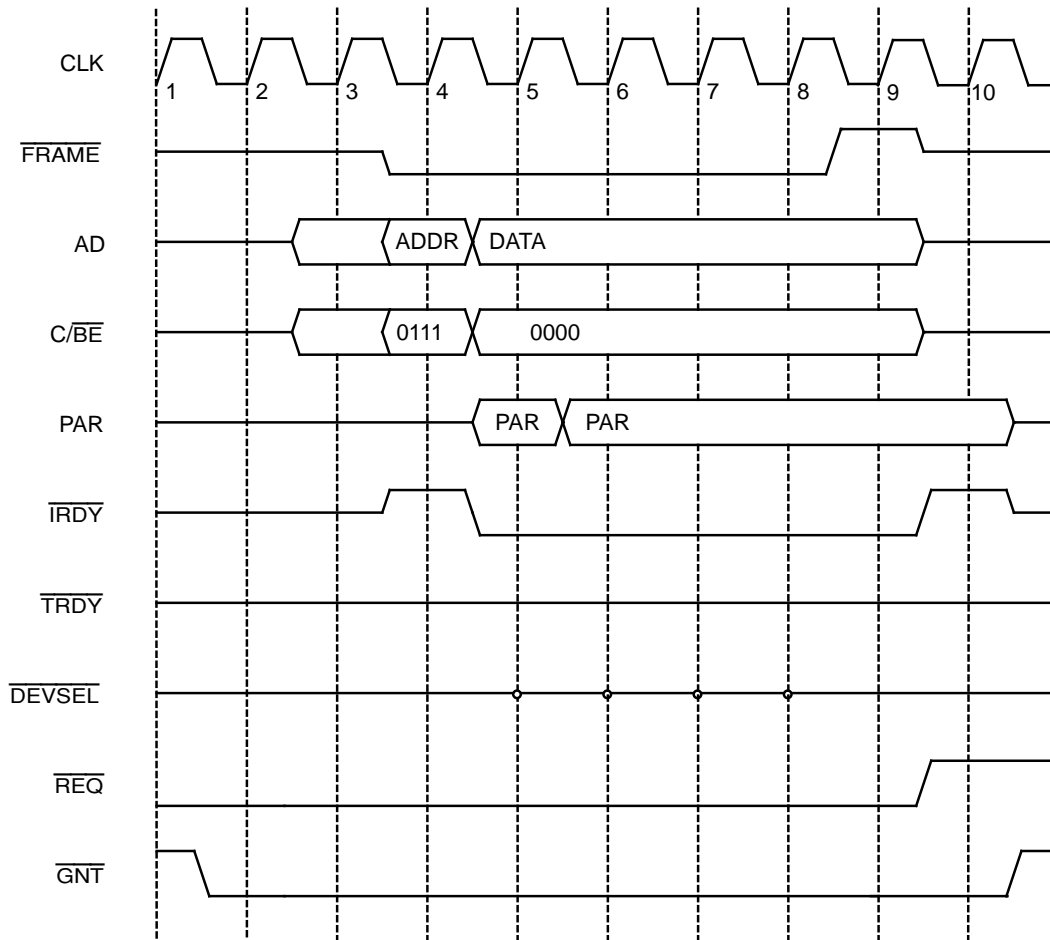 CLK
1 2 3 4 5 6 7 8 9 10
FRAME
AD
ADDR DATA
C/BE
0111 0000
PAR
PAR PAR
IRDY
TRDY
DEVSEL
REQ
GNT